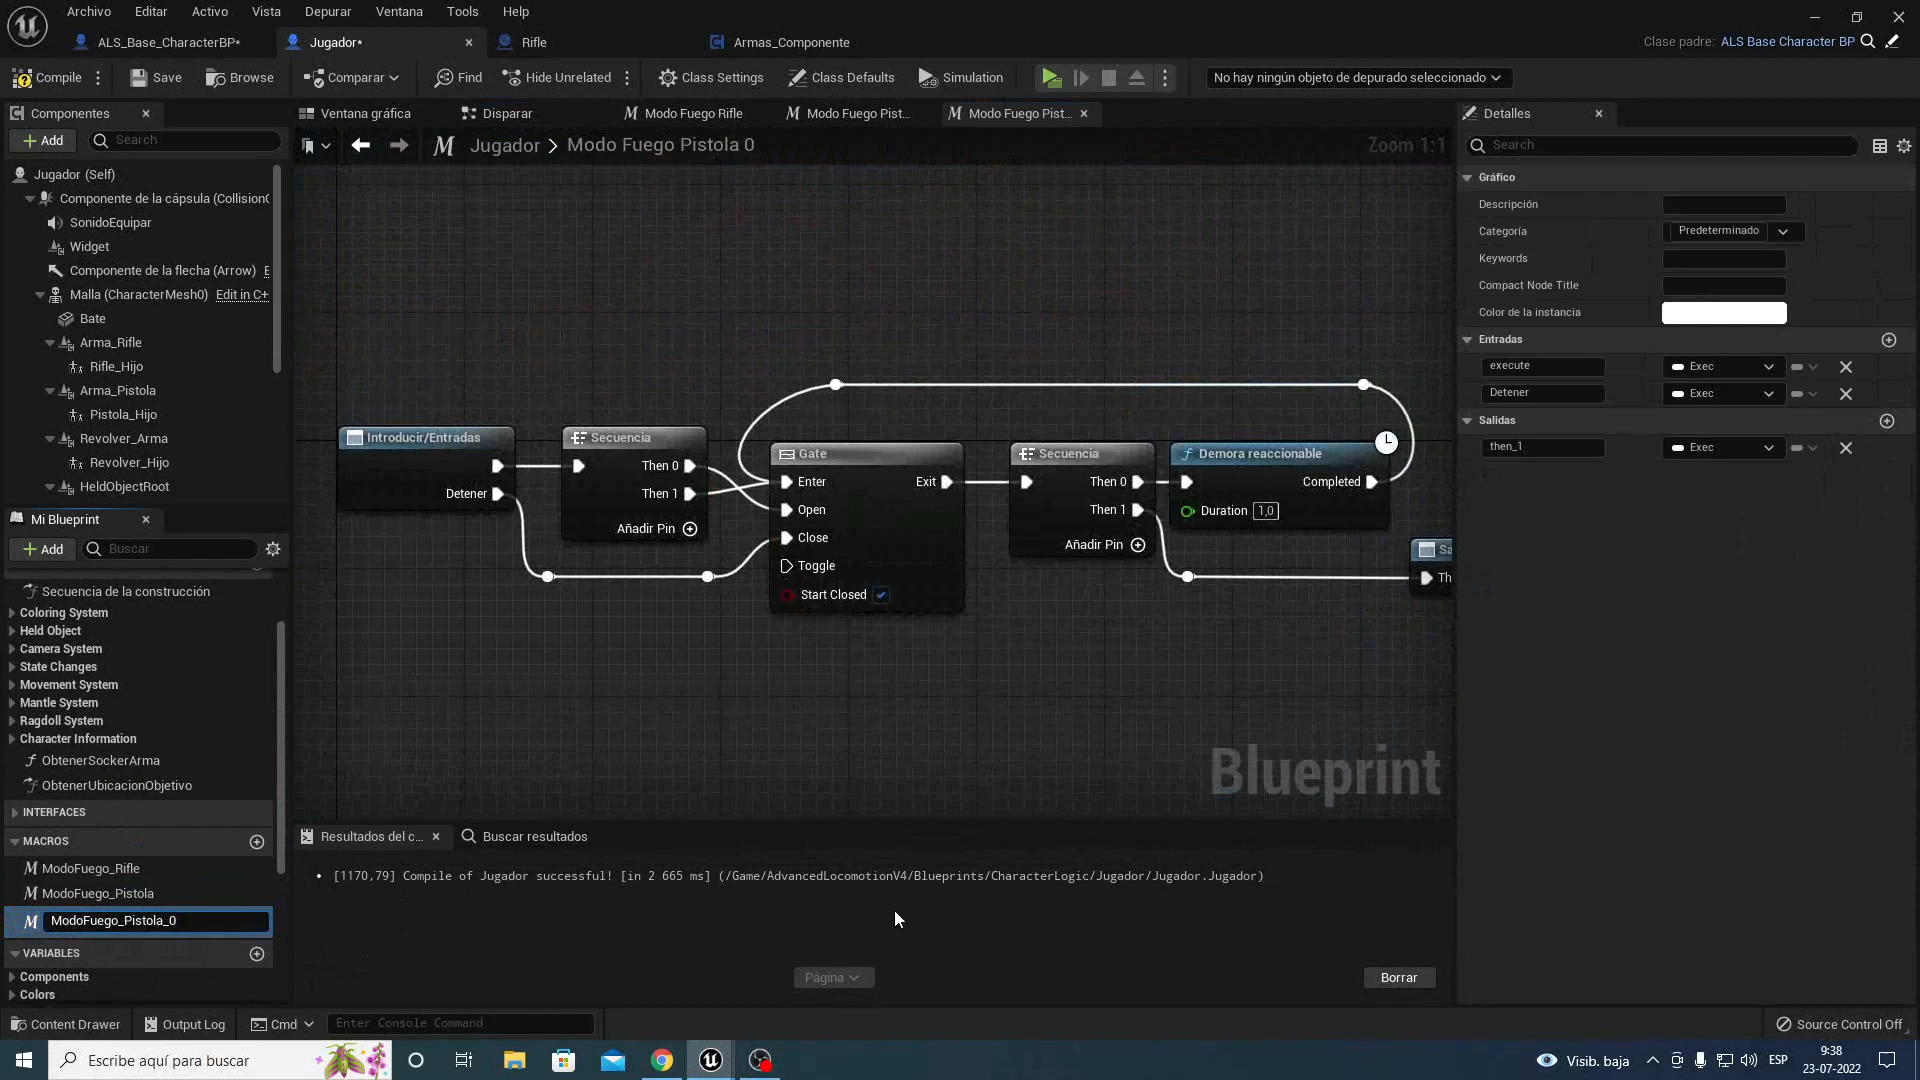 Archivo Editar Activo Vista Depurar Ventana Tools Help
ALS_Base_CharacterBP* Jugador* Rifle Armas_Componente Clase padre: ALS Base Character BP
Compile Save Browse Comparar Find Hide Unrelated Class Settings Class Defaults Simulation No hay ningún objeto de depurado seleccionado
Componentes Ventana gráfica Disparar Modo Fuego Rifle Modo Fuego Pist... Modo Fuego Pist... Detalles
Add Search Jugador > Modo Fuego Pistola 0 Zoom 1:1 Search
Jugador (Self)
Componente de la cápsula (Collision
SonidoEquipar
Widget
Componente de la flecha (Arrow) E
Malla (CharacterMesh0) Edit in C+
Bate
Arma_Rifle
Rifle_Hijo
Arma_Pistola
Pistola_Hijo
Revolver_Arma
Revolver_Hijo
HeldObjectRoot
Mi Blueprint
Add Buscar
Secuencia de la construcción
Coloring System
Held Object
Camera System
State Changes
Movement System
Mantle System
Ragdoll System
Character Information
ObtenerSockerArma
ObtenerUbicacionObjetivo
INTERFACES
MACROS
ModoFuego_Rifle
ModoFuego_Pistola
ModoFuego_Pistola_0
VARIABLES
Components
Colors
Introducir/Entradas
Detener
Secuencia
Then 0
Then 1
Añadir Pin
Gate
Enter Exit
Open
Close
Toggle
Start Closed
Secuencia
Then 0
Then 1
Añadir Pin
Demora reaccionable
Completed
Duration 1,0
Sa
Th
Blueprint
Gráfico
Descripción
Categoría Predeterminado
Keywords
Compact Node Title
Color de la instancia
Entradas
execute Exec
Detener Exec
Salidas
then_1 Exec
Resultados del c... Buscar resultados
[1170,79] Compile of Jugador successful! [in 2 665 ms] (/Game/AdvancedLocomotionV4/Blueprints/CharacterLogic/Jugador/Jugador.Jugador)
Página Borrar
Content Drawer Output Log Cmd Enter Console Command Source Control Off
Escribe aquí para buscar Visib. baja ESP 9:38
23-07-2022